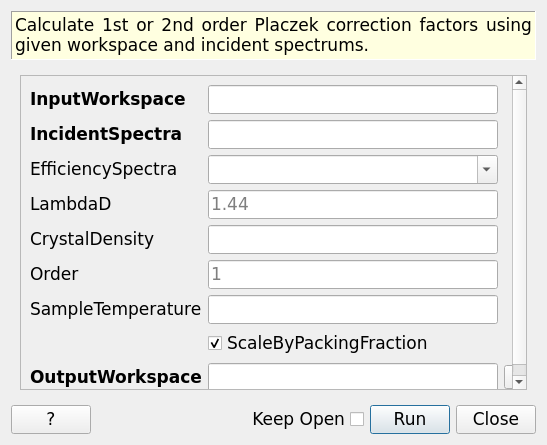 Calculate 1st or 2nd order Placzek correction factors using
given workspace and incident spectrums.
InputWorkspace
IncidentSpectra
EfficiencySpectra
LambdaD 1.44
CrystalDensity
Order 1
SampleTemperature
ScaleByPackingFraction
OutputWorkspace
? Keep Open Run Close